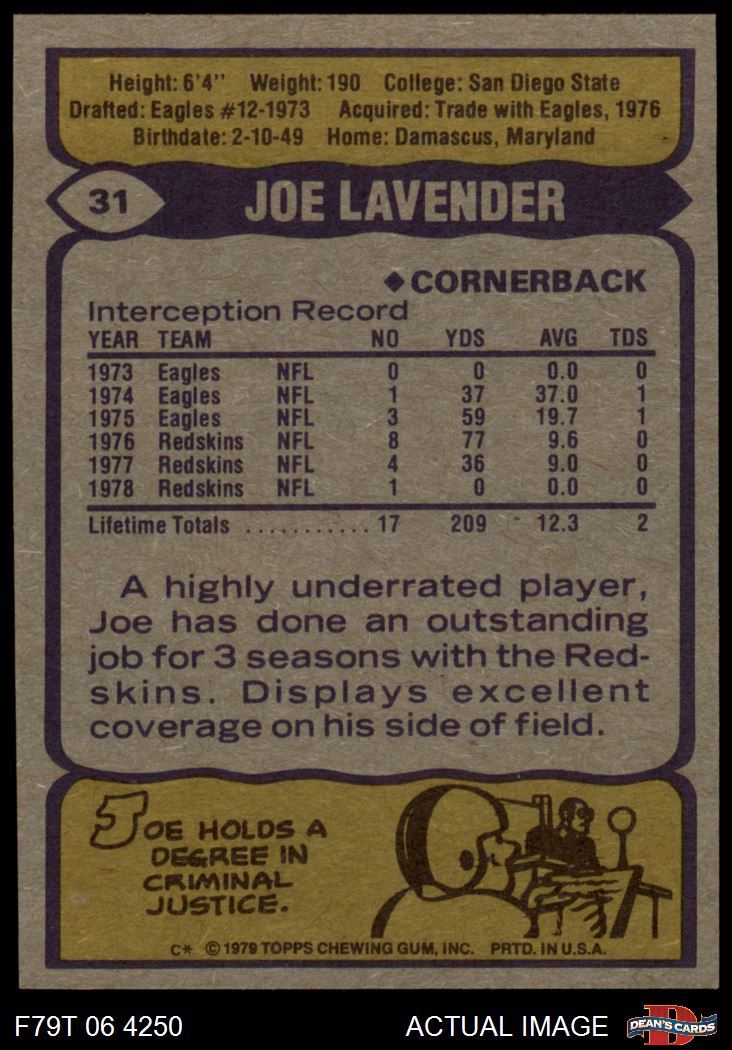 Height: 6'4" Weight: 190 College: San Diego State
Drafted: Eagles #12-1973 Acquired: Trade with Eagles, 1976
Birthdate: 2-10-49 Home: Damascus, Maryland
31 JOE LAVENDER
◆CORNERBACK
Interception Record
YEAR TEAM NO YDS AVG TDS
1973 Eagles NFL 0 0 0.0 0
1974 Eagles NFL 1 37 37.0 1
1975 Eagles NFL 3 59 19.7 1
1976 Redskins NFL 8 77 9.6 0
1977 Redskins NFL 4 36 9.0 0
1978 Redskins NFL 1 0 0.0 0
Lifetime Totals ........... 17 209 12.3 2
A highly underrated player,
Joe has done an outstanding
job for 3 seasons with the Red-
skins. Displays excellent
coverage on his side of field.
JOE HOLDS A
DEGREE IN
CRIMINAL
JUSTICE.
C* © 1979 TOPPS CHEWING GUM, INC. PRTD. IN U.S.A.
F79T 06 4250 ACTUAL IMAGE D DEAN'S CARDS